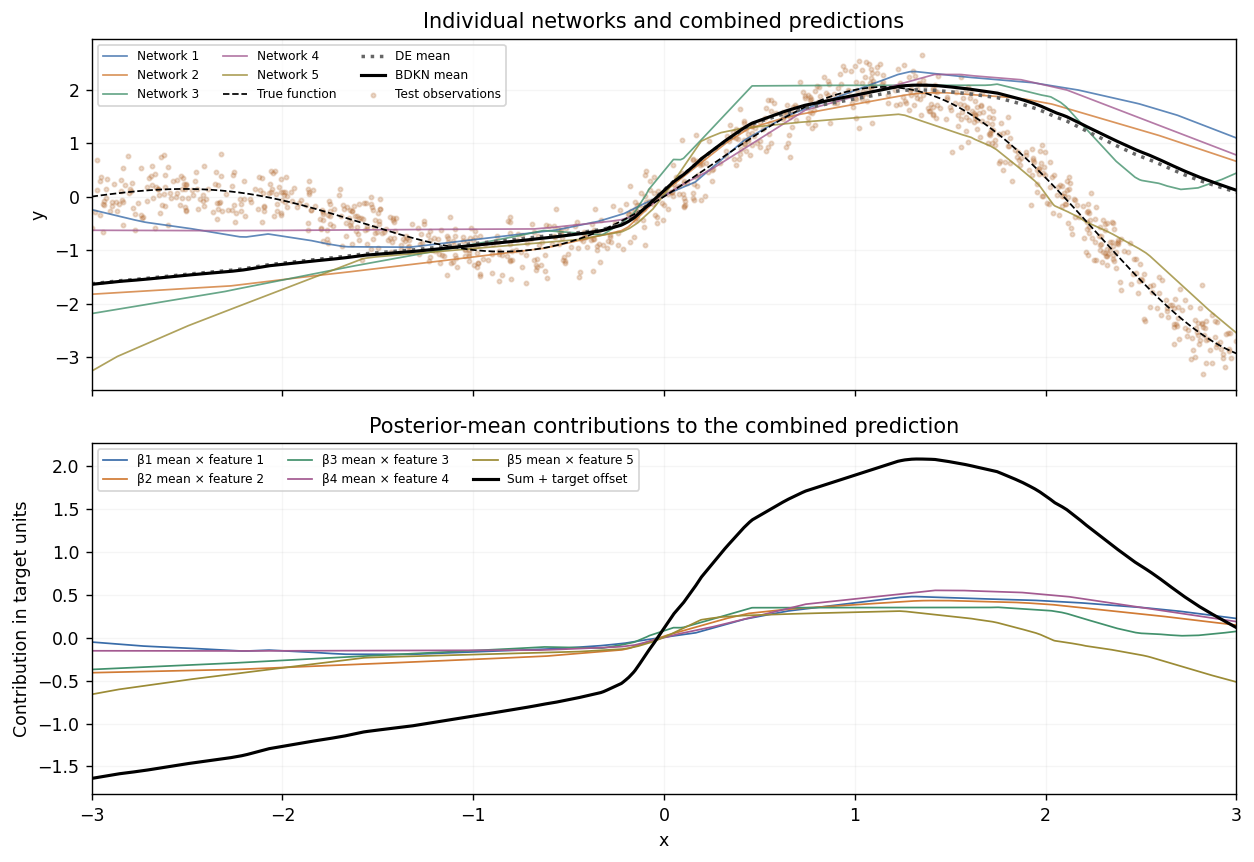 Individual networks and combined predictions
Network 1
Network 2
Network 3
Network 4
Network 5
True function
DE mean
BDKN mean
Test observations
y
2
1
0
−1
−2
−3
Posterior-mean contributions to the combined prediction
β1 mean × feature 1
β2 mean × feature 2
β3 mean × feature 3
β4 mean × feature 4
β5 mean × feature 5
Sum + target offset
Contribution in target units
2.0
1.5
1.0
0.5
0.0
−0.5
−1.0
−1.5
−3 −2 −1 0 1 2 3
x